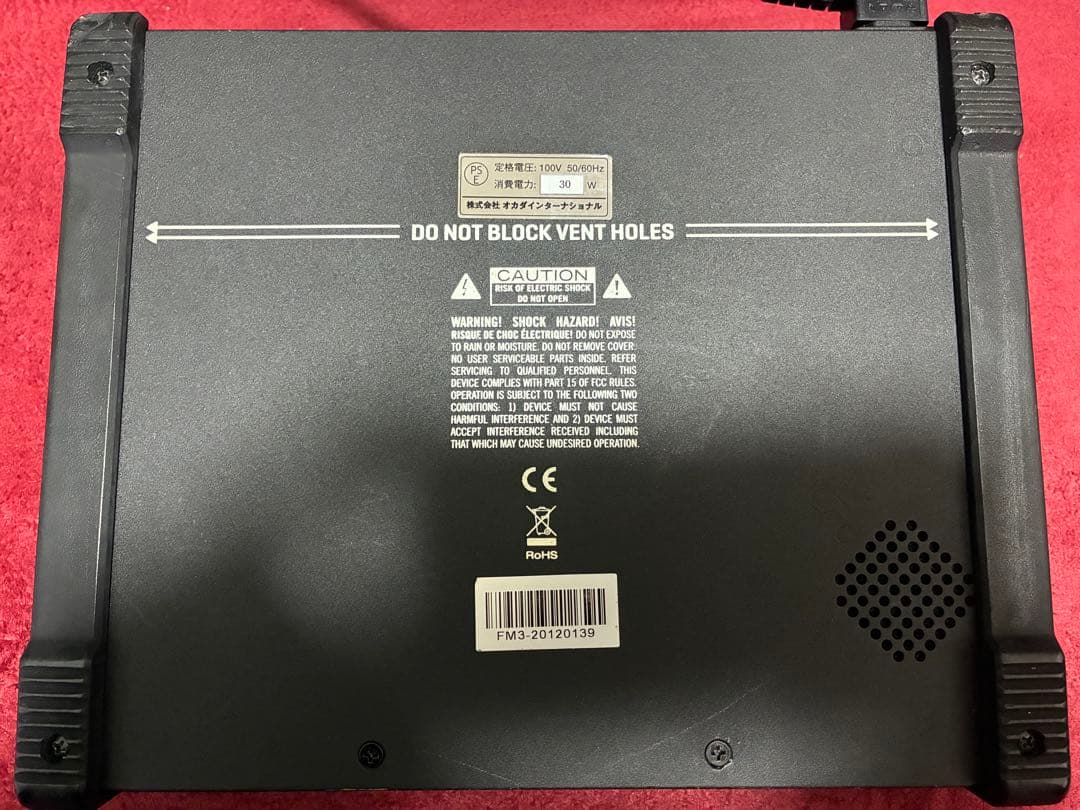 PS E
定格電圧: 100V 50/60Hz
消費電力: 30 W
株式会社 オカダインターナショナル
DO NOT BLOCK VENT HOLES
CAUTION
RISK OF ELECTRIC SHOCK
DO NOT OPEN
WARNING! SHOCK HAZARD! AVIS!
RISQUE DE CHOC ÉLECTRIQUE! DO NOT EXPOSE
TO RAIN OR MOISTURE. DO NOT REMOVE COVER.
NO USER SERVICEABLE PARTS INSIDE. REFER
SERVICING TO QUALIFIED PERSONNEL. THIS
DEVICE COMPLIES WITH PART 15 OF FCC RULES.
OPERATION IS SUBJECT TO THE FOLLOWING TWO
CONDITIONS: 1) DEVICE MUST NOT CAUSE
HARMFUL INTERFERENCE AND 2) DEVICE MUST
ACCEPT INTERFERENCE RECEIVED INCLUDING
THAT WHICH MAY CAUSE UNDESIRED OPERATION.
CE
RoHS
FM3-20120139